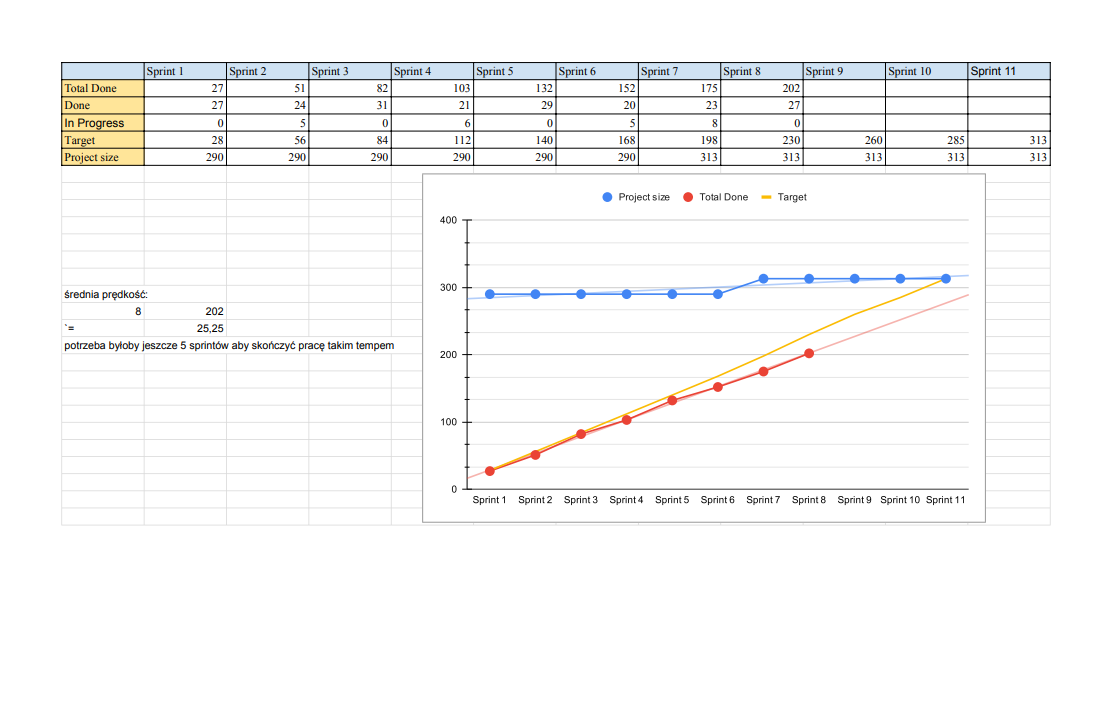 Sprint 1 Sprint 2 Sprint 3 Sprint 4 Sprint 5 Sprint 6 Sprint 7 Sprint 8 Sprint 9 Sprint 10 Sprint 11
Total Done 27 51 82 103 132 152 175 202
Done 27 24 31 21 29 20 23 27
In Progress 0 5 0 6 0 5 8 0
Target 28 56 84 112 140 168 198 230 260 285 313
Project size 290 290 290 290 290 290 313 313 313 313 313
Project size Total Done Target
400
300
200
100
0
Sprint 1 Sprint 2 Sprint 3 Sprint 4 Sprint 5 Sprint 6 Sprint 7 Sprint 8 Sprint 9 Sprint 10 Sprint 11
średnia prędkość:
8 202
`= 25,25
potrzeba byłoby jeszcze 5 sprintów aby skończyć pracę takim tempem